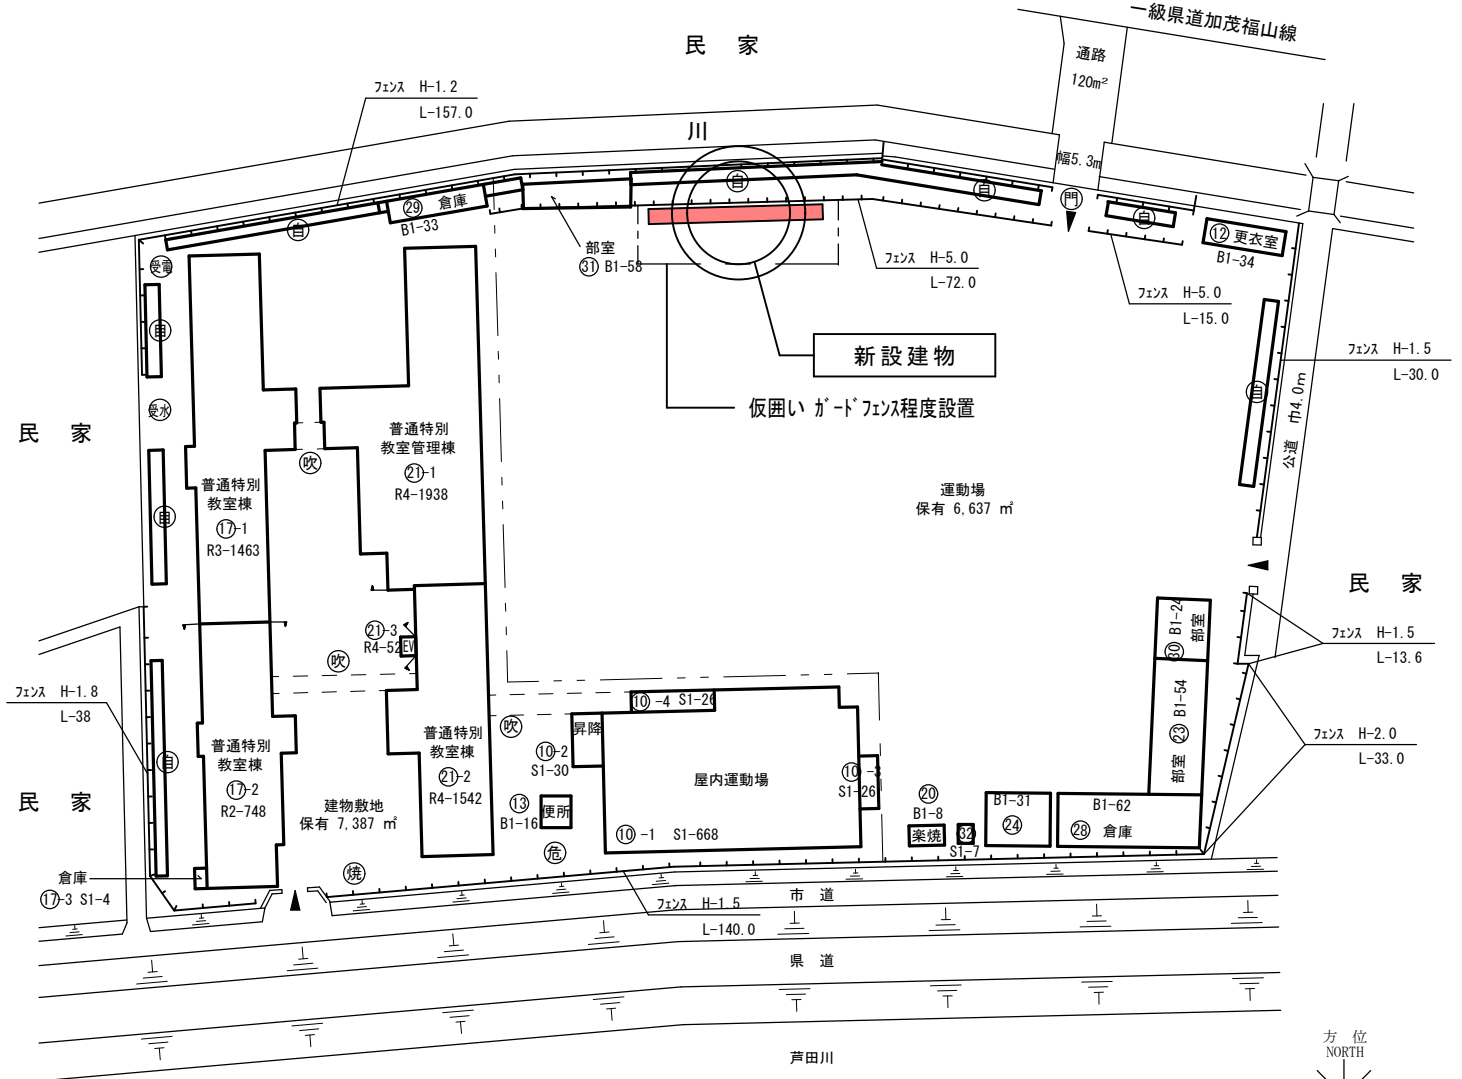 一級県道加茂福山線
民 家
通路
120m²
フェンス H-1.2
L-157.0
川
幅5.3m
自
自
門
自
㉙ 倉庫
B1-33
自
⑫ 更衣室
B1-34
部室
㉛ B1-58
受電
フェンス H-5.0
L-72.0
フェンス H-5.0
L-15.0
自
新設建物
フェンス H-1.5
L-30.0
自
公道 巾4.0m
受水
仮囲い ガードフェンス程度設置
民 家
普通特別
教室管理棟
㉑-1
R4-1938
吹
普通特別
教室棟
⑰-1
R3-1463
運動場
保有 6,637 ㎡
自
民 家
㉚ B1-24
部室
㉑-3
R4-52
EV
フェンス H-1.5
L-13.6
吹
フェンス H-1.8
L-38
⑩-4 S1-26
部室 ㉓ B1-54
昇降
吹
普通特別
教室棟
㉑-2
R4-1542
普通特別
教室棟
⑰-2
R2-748
フェンス H-2.0
L-33.0
⑩-2
S1-30
自
屋内運動場
⑩-3
S1-26
民 家
建物敷地
保有 7,387 ㎡
⑬
B1-16
便所
⑳
B1-8
B1-31
㉔
B1-62
㉘ 倉庫
⑩-1 S1-668
楽焼
㉜
S1-7
危
焼
倉庫
⑰-3 S1-4
フェンス H-1.5
L-140.0
市 道
県 道
芦田川
方 位
NORTH